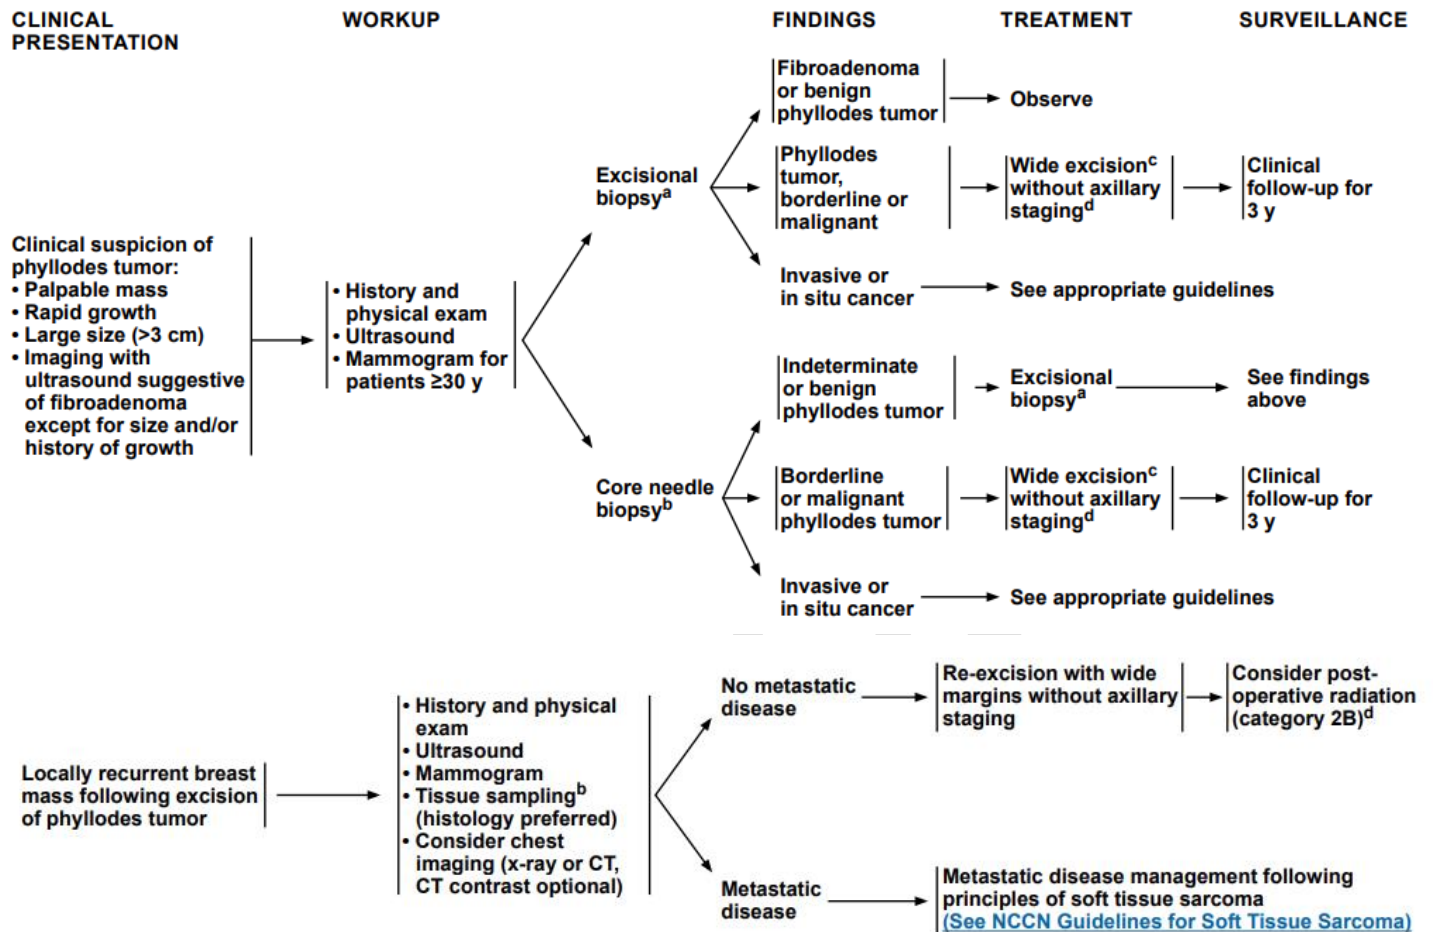 CLINICAL
PRESENTATION
WORKUP
FINDINGS
TREATMENT
SURVEILLANCE
Clinical suspicion of
phyllodes tumor:
• Palpable mass
• Rapid growth
• Large size (>3 cm)
• Imaging with
ultrasound suggestive
of fibroadenoma
except for size and/or
history of growth
• History and
physical exam
• Ultrasound
• Mammogram for
patients ≥30 y
Excisional
biopsya
Fibroadenoma
or benign
phyllodes tumor
Observe
Phyllodes
tumor,
borderline or
malignant
Wide excisionc
without axillary
stagingd
Clinical
follow-up for
3 y
Invasive or
in situ cancer
See appropriate guidelines
Core needle
biopsyb
Indeterminate
or benign
phyllodes tumor
Excisional
biopsya
See findings
above
Borderline
or malignant
phyllodes tumor
Wide excisionc
without axillary
stagingd
Clinical
follow-up for
3 y
Invasive or
in situ cancer
See appropriate guidelines
Locally recurrent breast
mass following excision
of phyllodes tumor
• History and physical
exam
• Ultrasound
• Mammogram
• Tissue samplingb
(histology preferred)
• Consider chest
imaging (x-ray or CT,
CT contrast optional)
No metastatic
disease
Re-excision with wide
margins without axillary
staging
Consider post-
operative radiation
(category 2B)d
Metastatic
disease
Metastatic disease management following
principles of soft tissue sarcoma
(See NCCN Guidelines for Soft Tissue Sarcoma)